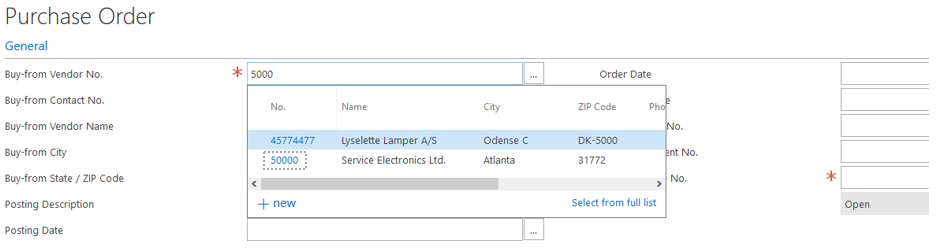 Purchase Order
General
Buy-from Vendor No. * 5000 ... Order Date
Buy-from Contact No.
No. Name City ZIP Code Pho
Buy-from Vendor Name No.
45774477 Lyselette Lamper A/S Odense C DK-5000
Buy-from City ent No.
50000 Service Electronics Ltd. Atlanta 31772
Buy-from State / ZIP Code No. *
+ new Select from full list
Posting Description Open
Posting Date ...